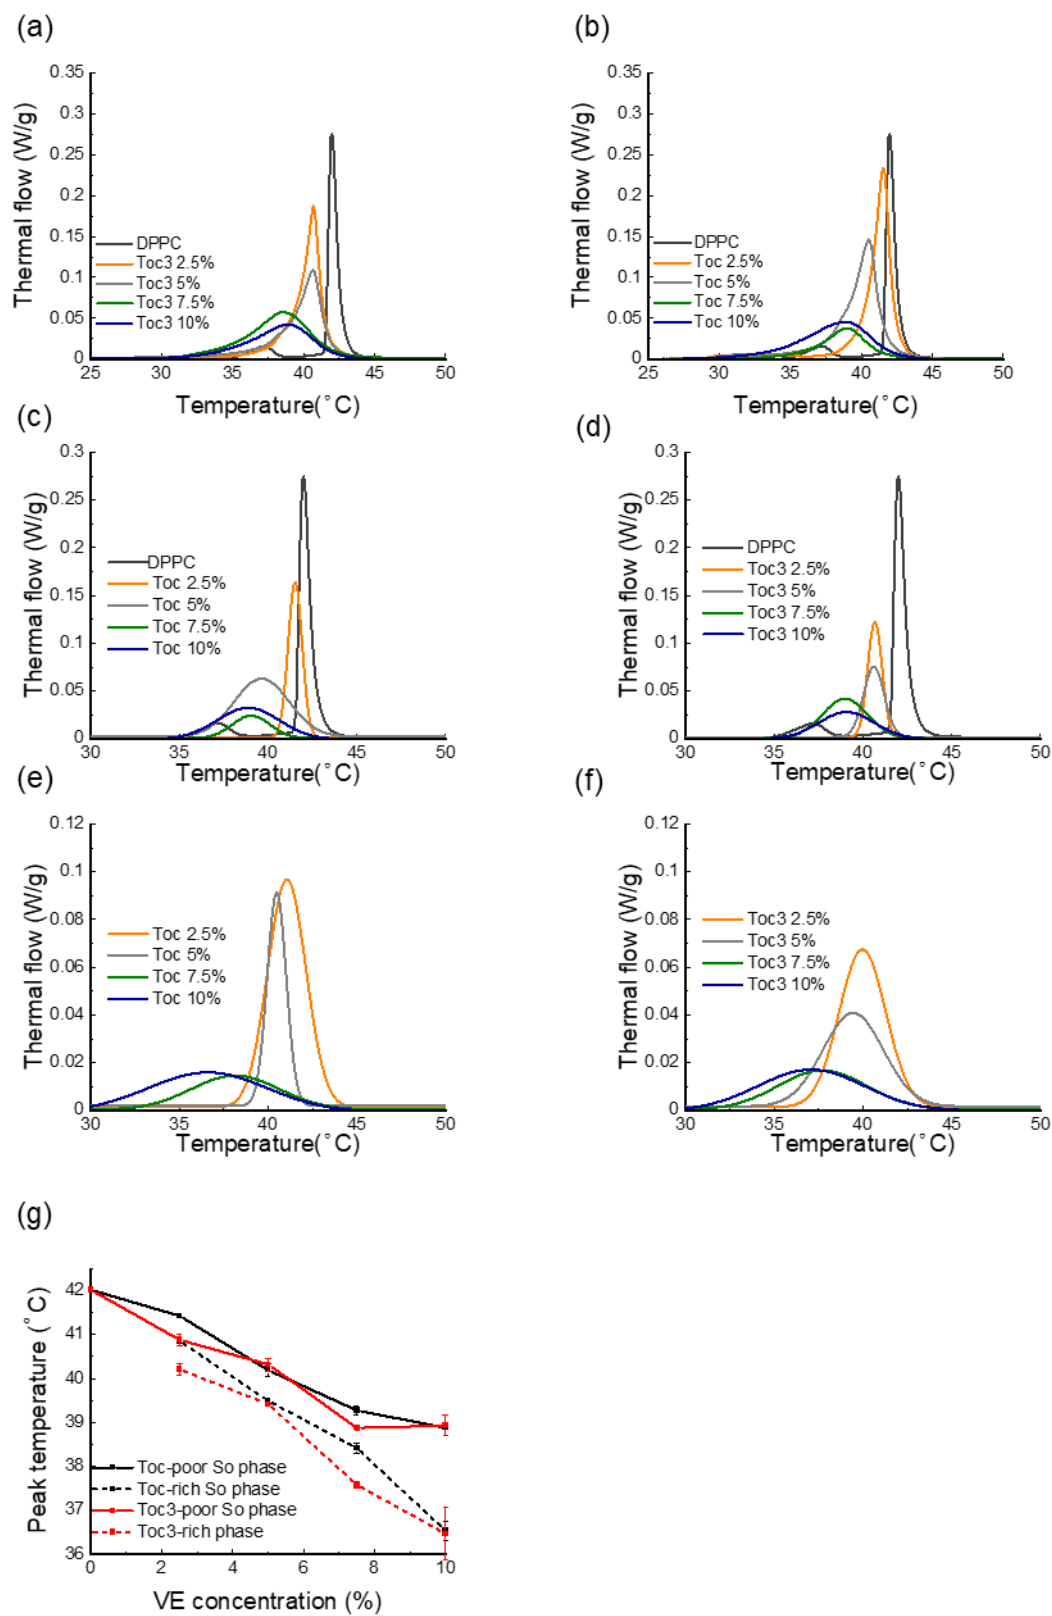 (a)
Thermal flow (W/g)
0.35
0.3
0.25
0.2
0.15
0.1
0.05
0
DPPC
Toc3 2.5%
Toc3 5%
Toc3 7.5%
Toc3 10%
25 30 35 40 45 50
Temperature(°C)
(b)
Thermal flow (W/g)
0.35
0.3
0.25
0.2
0.15
0.1
0.05
0
DPPC
Toc 2.5%
Toc 5%
Toc 7.5%
Toc 10%
25 30 35 40 45 50
Temperature(°C)
(c)
Thermal flow (W/g)
0.3
0.25
0.2
0.15
0.1
0.05
0
DPPC
Toc 2.5%
Toc 5%
Toc 7.5%
Toc 10%
30 35 40 45 50
Temperature(°C)
(d)
Thermal flow (W/g)
0.3
0.25
0.2
0.15
0.1
0.05
0
DPPC
Toc3 2.5%
Toc3 5%
Toc3 7.5%
Toc3 10%
30 35 40 45 50
Temperature(°C)
(e)
Thermal flow (W/g)
0.12
0.1
0.08
0.06
0.04
0.02
0
Toc 2.5%
Toc 5%
Toc 7.5%
Toc 10%
30 35 40 45 50
Temperature(°C)
(f)
Thermal flow (W/g)
0.12
0.1
0.08
0.06
0.04
0.02
0
Toc3 2.5%
Toc3 5%
Toc3 7.5%
Toc3 10%
30 35 40 45 50
Temperature(°C)
(g)
Peak temperature (°C)
42
41
40
39
38
37
36
Toc-poor So phase
Toc-rich So phase
Toc3-poor So phase
Toc3-rich phase
0 2 4 6 8 10
VE concentration (%)